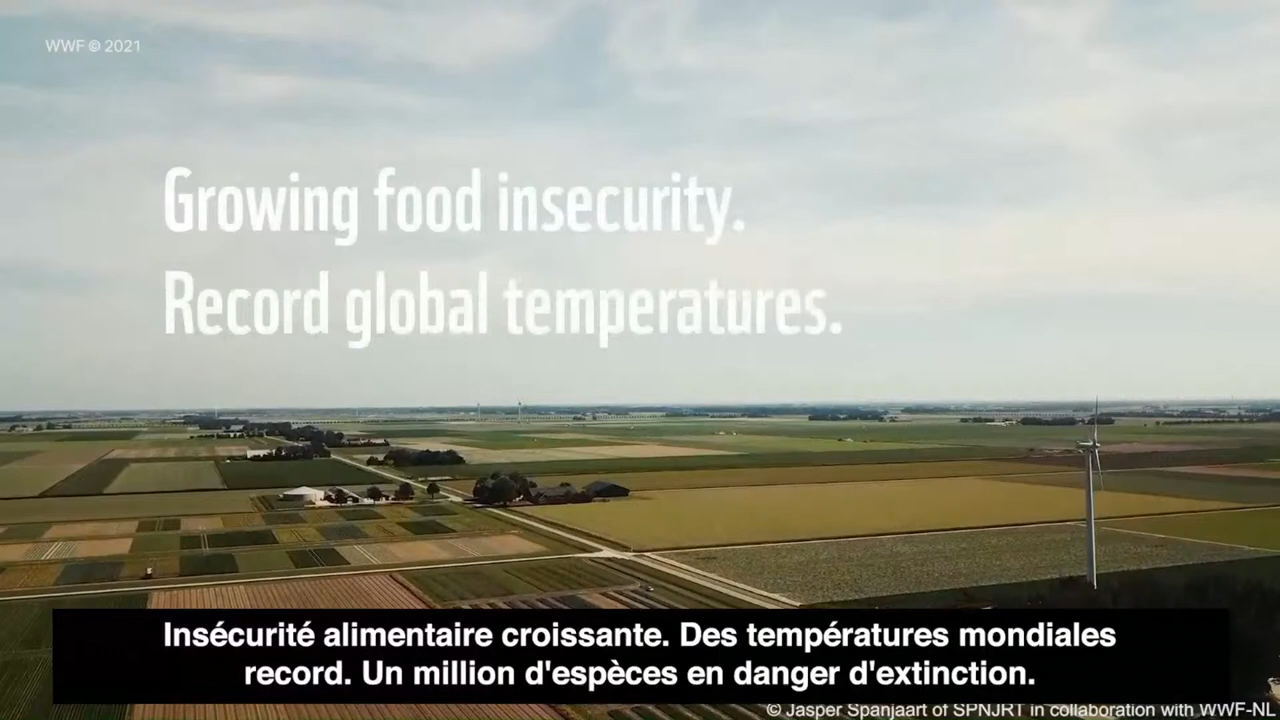 WWF © 2021
Growing food insecurity.
Record global temperatures.
Insécurité alimentaire croissante. Des températures mondiales
record. Un million d'espèces en danger d'extinction.
© Jasper Spanjaart of SPNJRT in collaboration with WWF-NL